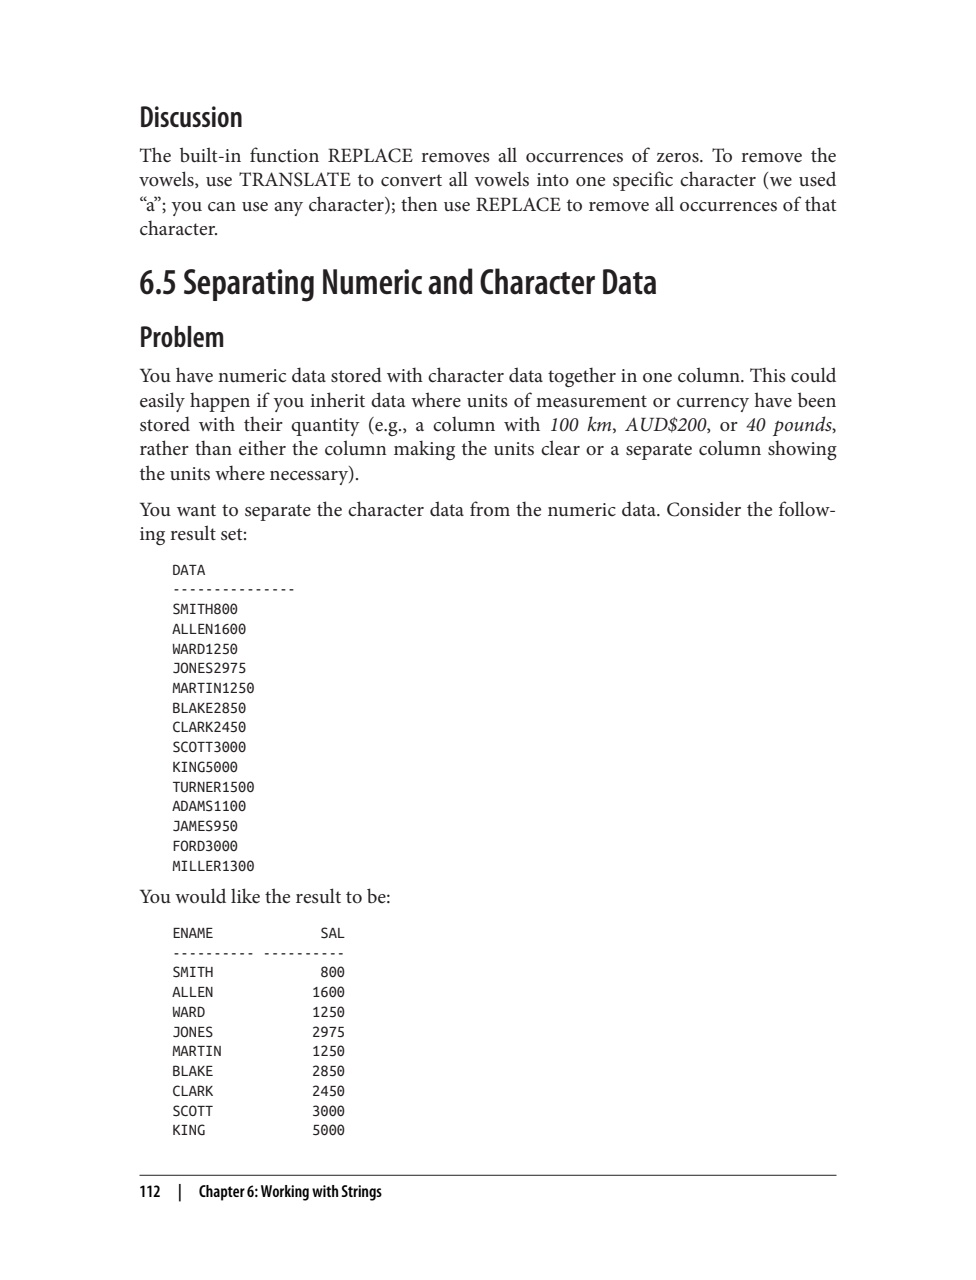 Discussion
The built-in function REPLACE removes all occurrences of zeros. To remove the
vowels, use TRANSLATE to convert all vowels into one specific character (we used
“a”; you can use any character); then use REPLACE to remove all occurrences of that
character.
6.5 Separating Numeric and Character Data
Problem
You have numeric data stored with character data together in one column. This could
easily happen if you inherit data where units of measurement or currency have been
stored with their quantity (e.g., a column with 100 km, AUD$200, or 40 pounds,
rather than either the column making the units clear or a separate column showing
the units where necessary).
You want to separate the character data from the numeric data. Consider the follow-
ing result set:
DATA
---------------
SMITH800
ALLEN1600
WARD1250
JONES2975
MARTIN1250
BLAKE2850
CLARK2450
SCOTT3000
KING5000
TURNER1500
ADAMS1100
JAMES950
FORD3000
MILLER1300
You would like the result to be:
ENAME SAL
---------- ----------
SMITH 800
ALLEN 1600
WARD 1250
JONES 2975
MARTIN 1250
BLAKE 2850
CLARK 2450
SCOTT 3000
KING 5000
112 | Chapter 6: Working with Strings